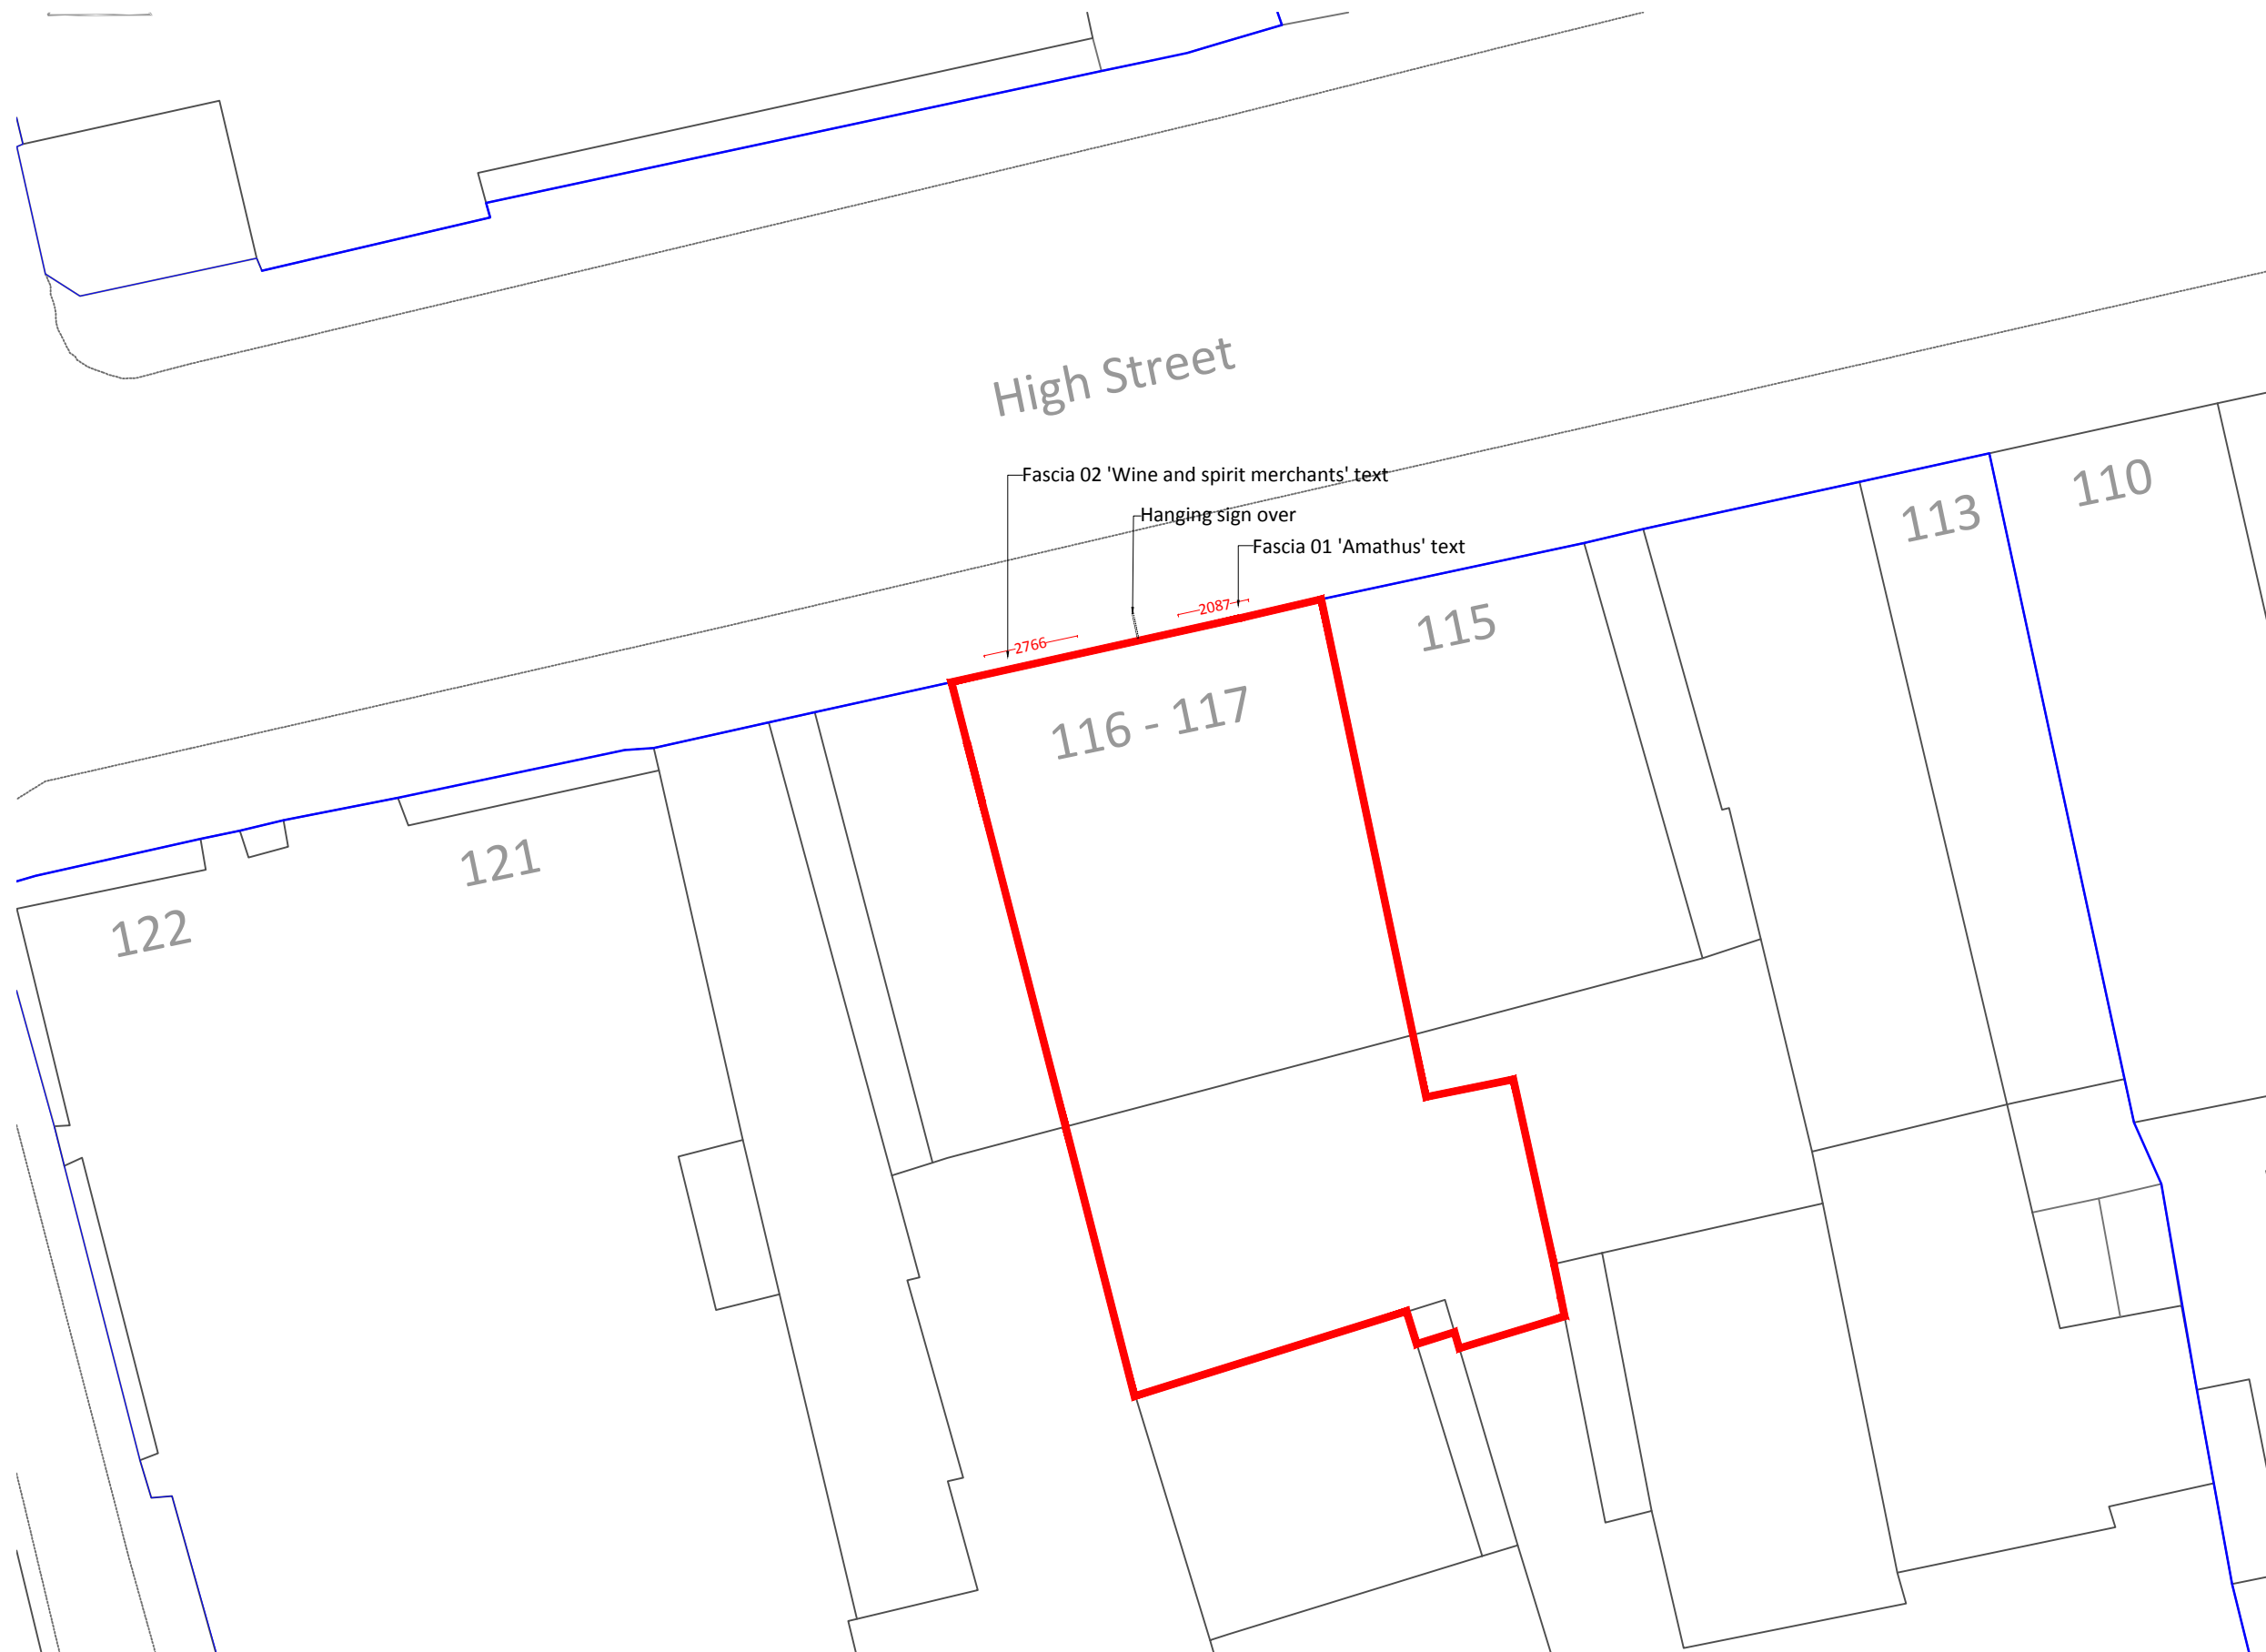 High Street
Fascia 02 'Wine and spirit merchants' text
Hanging sign over
Fascia 01 'Amathus' text
2087
2766
110
113
115
116 - 117
121
122